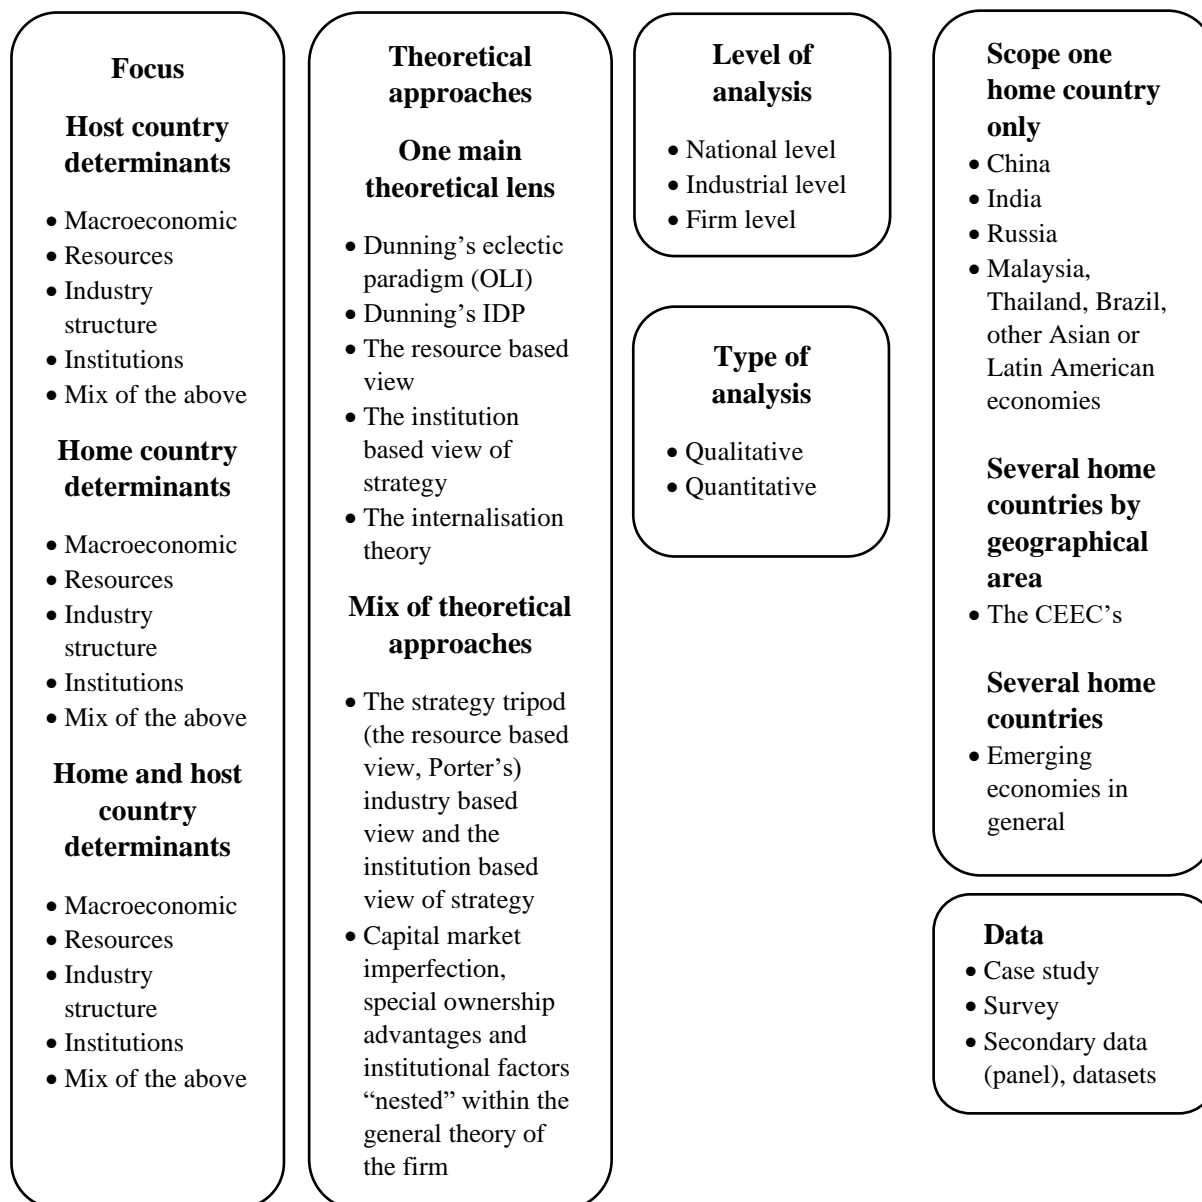 Focus
Host country
determinants
• Macroeconomic
• Resources
• Industry
structure
• Institutions
• Mix of the above
Home country
determinants
• Macroeconomic
• Resources
• Industry
structure
• Institutions
• Mix of the above
Home and host
country
determinants
• Macroeconomic
• Resources
• Industry
structure
• Institutions
• Mix of the above
Theoretical
approaches
One main
theoretical lens
• Dunning’s eclectic
paradigm (OLI)
• Dunning’s IDP
• The resource based
view
• The institution
based view of
strategy
• The internalisation
theory
Mix of theoretical
approaches
• The strategy tripod
(the resource based
view, Porter’s)
industry based
view and the
institution based
view of strategy
• Capital market
imperfection,
special ownership
advantages and
institutional factors
“nested” within the
general theory of
the firm
Level of
analysis
• National level
• Industrial level
• Firm level
Type of
analysis
• Qualitative
• Quantitative
Scope one
home country
only
• China
• India
• Russia
• Malaysia,
Thailand, Brazil,
other Asian or
Latin American
economies
Several home
countries by
geographical
area
• The CEEC’s
Several home
countries
• Emerging
economies in
general
Data
• Case study
• Survey
• Secondary data
(panel), datasets